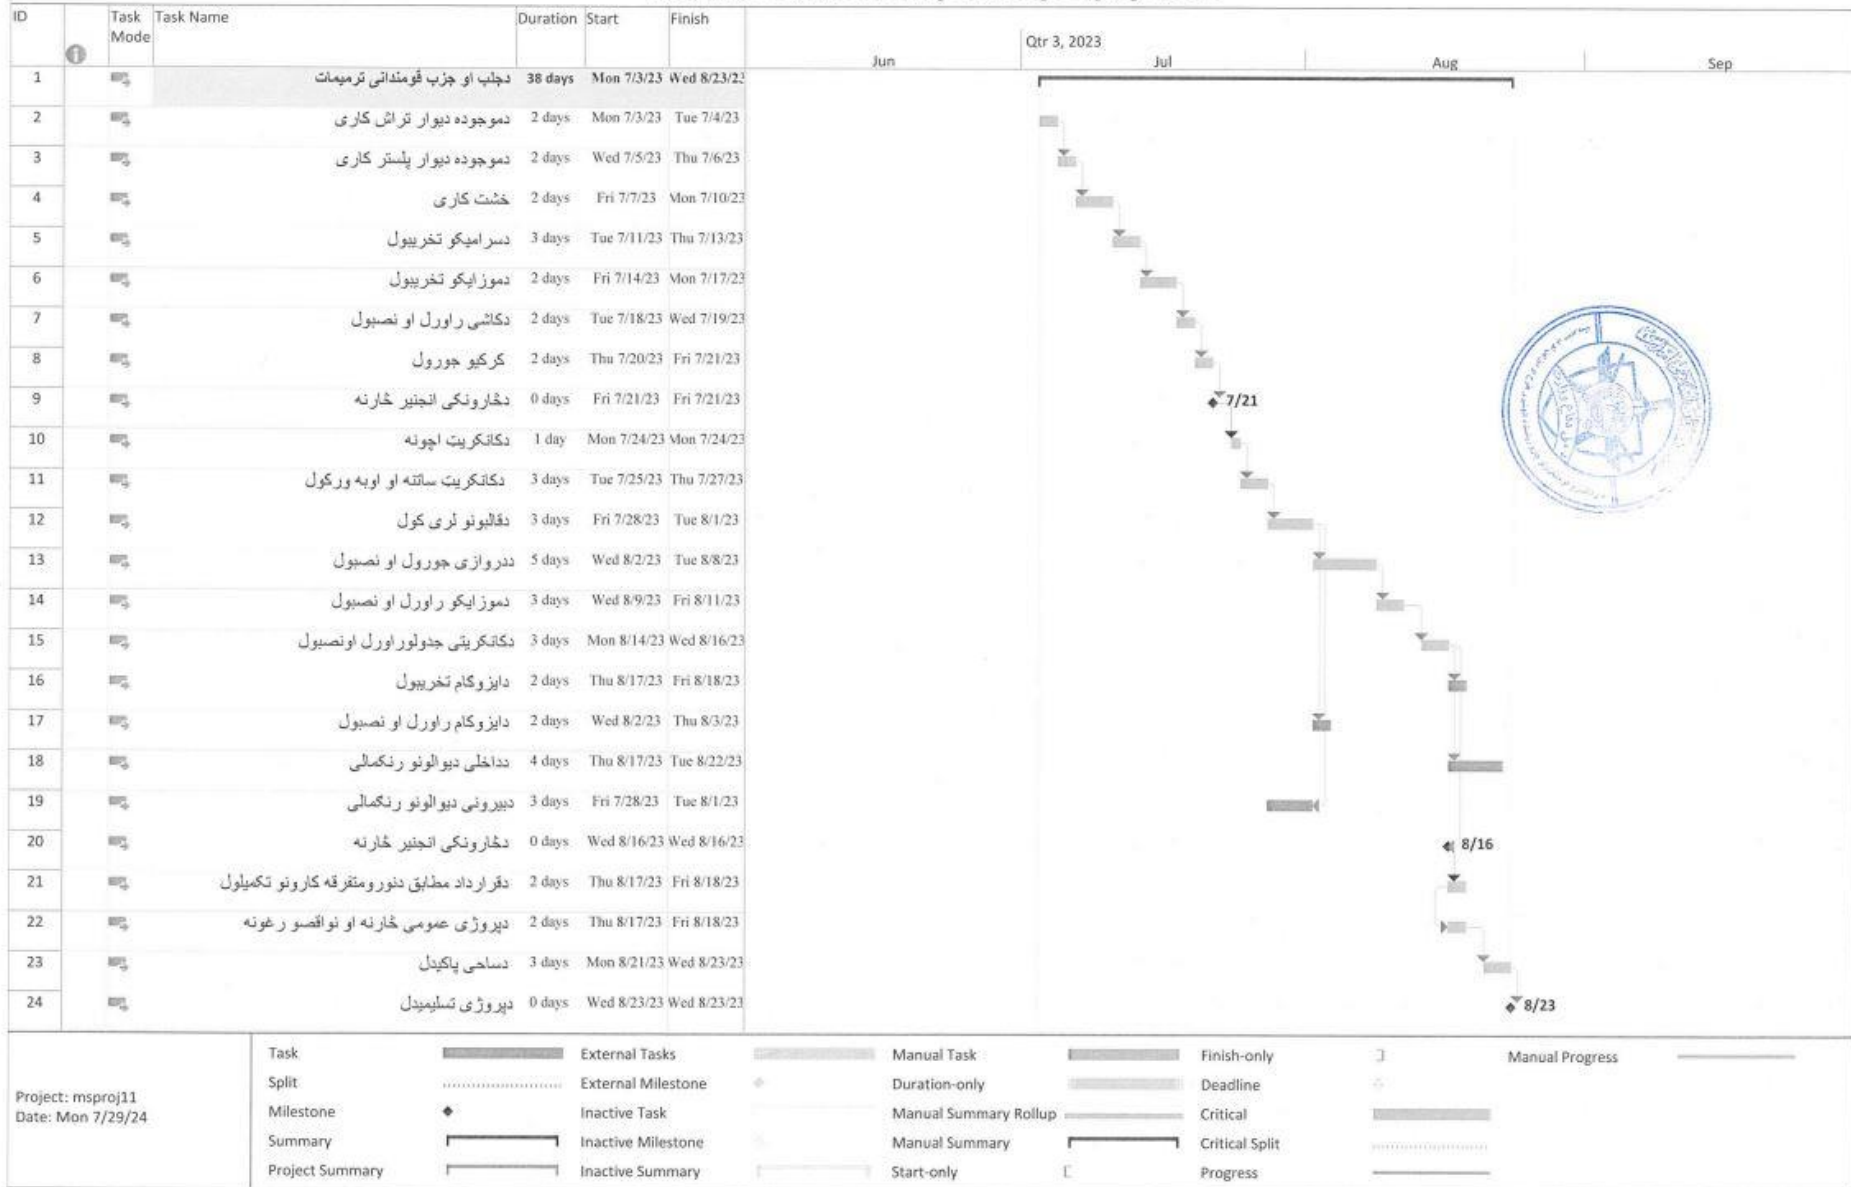 ID Task Mode Task Name Duration Start Finish
Qtr 3, 2023
Jun Jul Aug Sep
1 دجلب او جزب قومندانی ترمیمات 38 days Mon 7/3/23 Wed 8/23/23
2 دموجوده دیوار تراش کاری 2 days Mon 7/3/23 Tue 7/4/23
3 دموجوده دیوار پلستر کاری 2 days Wed 7/5/23 Thu 7/6/23
4 خشت کاری 2 days Fri 7/7/23 Mon 7/10/23
5 دسرامیکو تخریبول 3 days Tue 7/11/23 Thu 7/13/23
6 دموزایکو تخریبول 2 days Fri 7/14/23 Mon 7/17/23
7 دکاشی راورل او نصبول 2 days Tue 7/18/23 Wed 7/19/23
8 کرکیو جورول 2 days Thu 7/20/23 Fri 7/21/23
9 دڅارونکی انجنیر څارنه 0 days Fri 7/21/23 Fri 7/21/23 7/21
10 دکانکریټ اچونه 1 day Mon 7/24/23 Mon 7/24/23
11 دکانکریټ ساتنه او اوبه ورکول 3 days Tue 7/25/23 Thu 7/27/23
12 دقالبونو لری کول 3 days Fri 7/28/23 Tue 8/1/23
13 ددروازی جورول او نصبول 5 days Wed 8/2/23 Tue 8/8/23
14 دموزایکو راورل او نصبول 3 days Wed 8/9/23 Fri 8/11/23
15 دکانکریټی جدولور اورل اونصبول 3 days Mon 8/14/23 Wed 8/16/23
16 دایزوگام تخریبول 2 days Thu 8/17/23 Fri 8/18/23
17 دایزوگام راورل او نصبول 2 days Wed 8/2/23 Thu 8/3/23
18 دداخلی دیوالونو رنگمالی 4 days Thu 8/17/23 Tue 8/22/23
19 دبیرونی دیوالونو رنگمالی 3 days Fri 7/28/23 Tue 8/1/23
20 دڅارونکی انجنیر څارنه 0 days Wed 8/16/23 Wed 8/16/23 8/16
21 دقرارداد مطابق دنورومتفرقه کارونو تکمیلول 2 days Thu 8/17/23 Fri 8/18/23
22 دپروژی عمومی څارنه او نواقصو رغونه 2 days Thu 8/17/23 Fri 8/18/23
23 دساحی پاکیدل 3 days Mon 8/21/23 Wed 8/23/23
24 دپروژی تسلیمیدل 0 days Wed 8/23/23 Wed 8/23/23 8/23
Project: msproj11
Date: Mon 7/29/24
Task External Tasks Manual Task Finish-only Manual Progress
Split External Milestone Duration-only Deadline
Milestone Inactive Task Manual Summary Rollup Critical
Summary Inactive Milestone Manual Summary Critical Split
Project Summary Inactive Summary Start-only Progress